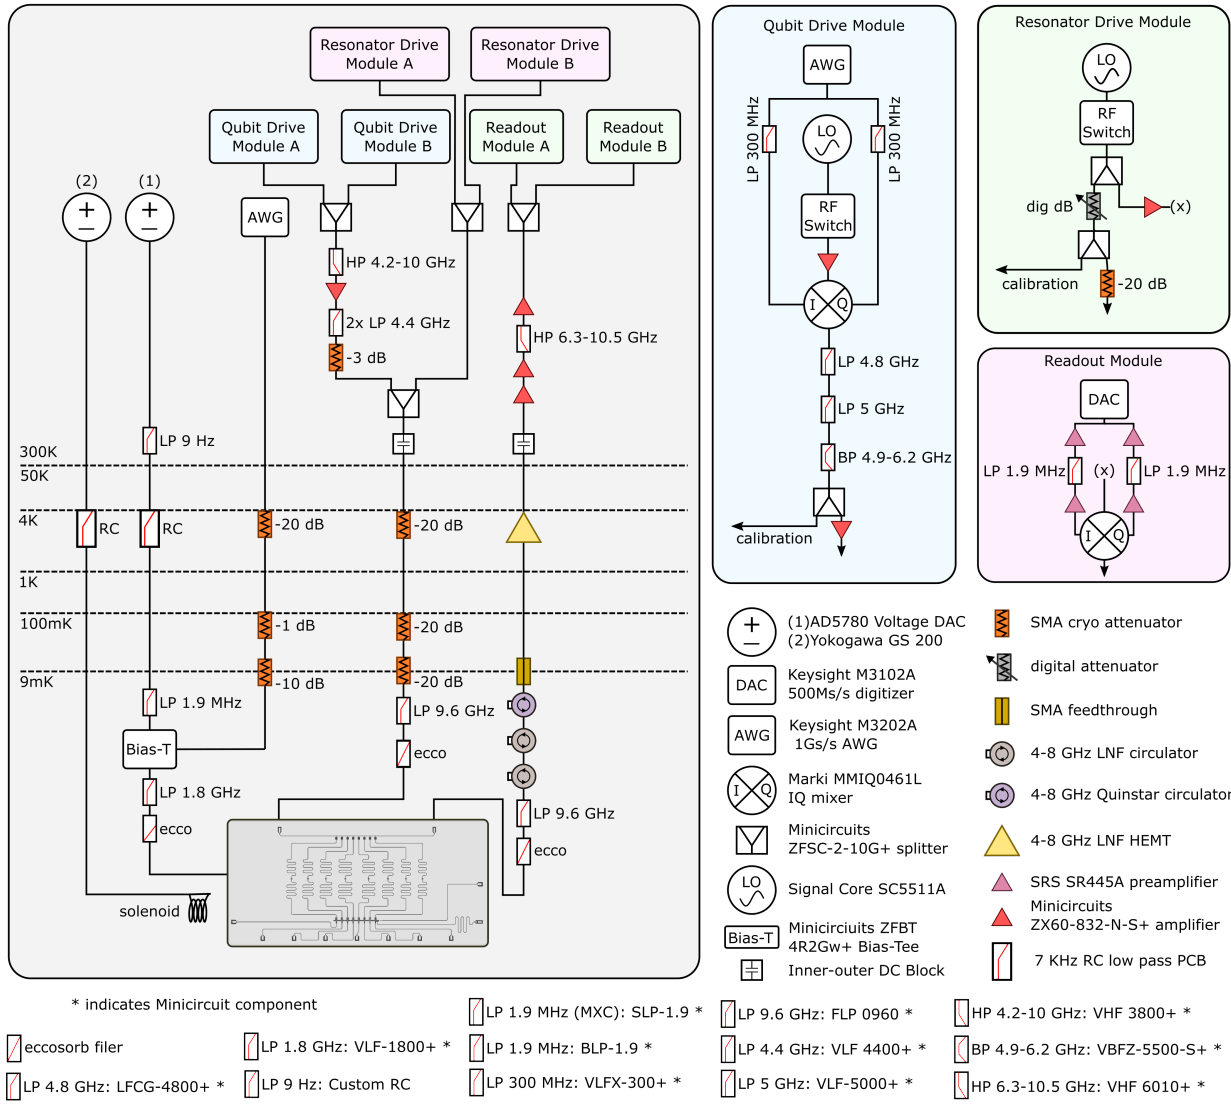 Resonator Drive
Module A
Resonator Drive
Module B
Qubit Drive
Module A
Qubit Drive
Module B
Readout
Module A
Readout
Module B
(2)
(1)
AWG
HP 4.2-10 GHz
2x LP 4.4 GHz
-3 dB
HP 6.3-10.5 GHz
LP 9 Hz
300K
50K
4K
RC
RC
-20 dB
-20 dB
1K
100mK
-1 dB
-20 dB
9mK
-10 dB
-20 dB
LP 1.9 MHz
LP 9.6 GHz
Bias-T
ecco
LP 1.8 GHz
LP 9.6 GHz
ecco
ecco
solenoid
Qubit Drive Module
AWG
LP 300 MHz
LO
LP 300 MHz
RF
Switch
I
Q
LP 4.8 GHz
LP 5 GHz
BP 4.9-6.2 GHz
calibration
Resonator Drive Module
LO
RF
Switch
dig dB
(x)
calibration
-20 dB
Readout Module
DAC
LP 1.9 MHz
(x)
LP 1.9 MHz
I
Q
(1)AD5780 Voltage DAC
(2)Yokogawa GS 200
DAC
Keysight M3102A
500Ms/s digitizer
AWG
Keysight M3202A
1Gs/s AWG
I
Q
Marki MMIQ0461L
IQ mixer
Minicircuits
ZFSC-2-10G+ splitter
LO
Signal Core SC5511A
Bias-T
Minicirciuits ZFBT
4R2Gw+ Bias-Tee
Inner-outer DC Block
SMA cryo attenuator
digital attenuator
SMA feedthrough
4-8 GHz LNF circulator
4-8 GHz Quinstar circulator
4-8 GHz LNF HEMT
SRS SR445A preamplifier
Minicircuits
ZX60-832-N-S+ amplifier
7 KHz RC low pass PCB
* indicates Minicircuit component
eccosorb filer
LP 4.8 GHz: LFCG-4800+ *
LP 1.8 GHz: VLF-1800+ *
LP 9 Hz: Custom RC
LP 1.9 MHz (MXC): SLP-1.9 *
LP 1.9 MHz: BLP-1.9 *
LP 300 MHz: VLFX-300+ *
LP 9.6 GHz: FLP 0960 *
LP 4.4 GHz: VLF 4400+ *
LP 5 GHz: VLF-5000+ *
HP 4.2-10 GHz: VHF 3800+ *
BP 4.9-6.2 GHz: VBFZ-5500-S+ *
HP 6.3-10.5 GHz: VHF 6010+ *